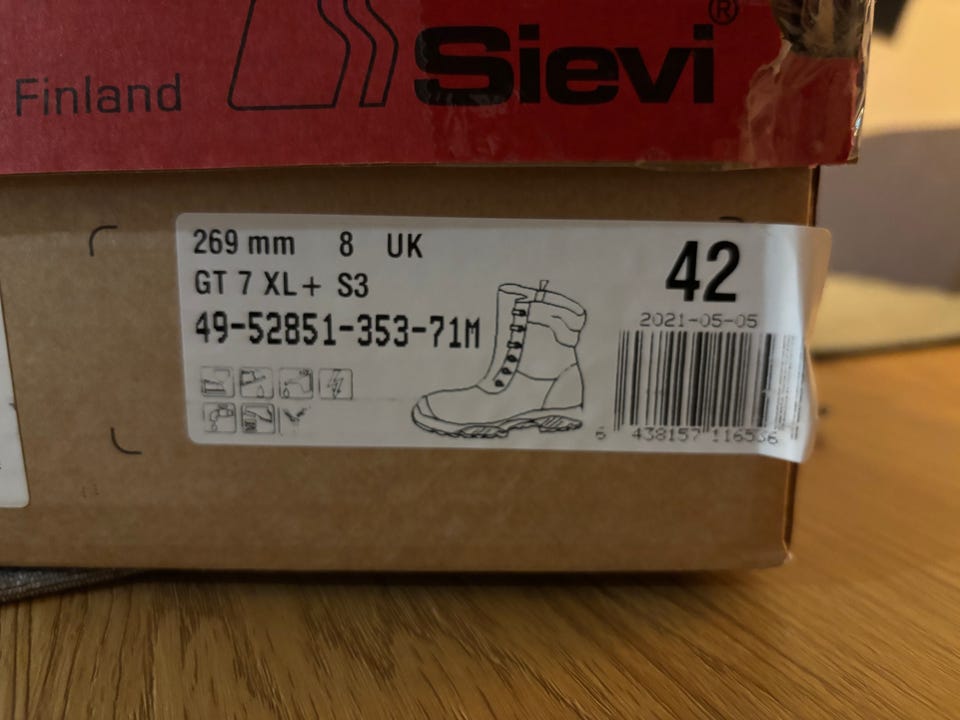 Finland
Sievi®
269 mm 8 UK
GT 7 XL+ S3
49-52851-353-71M
42
2021-05-05
6 438157 116536